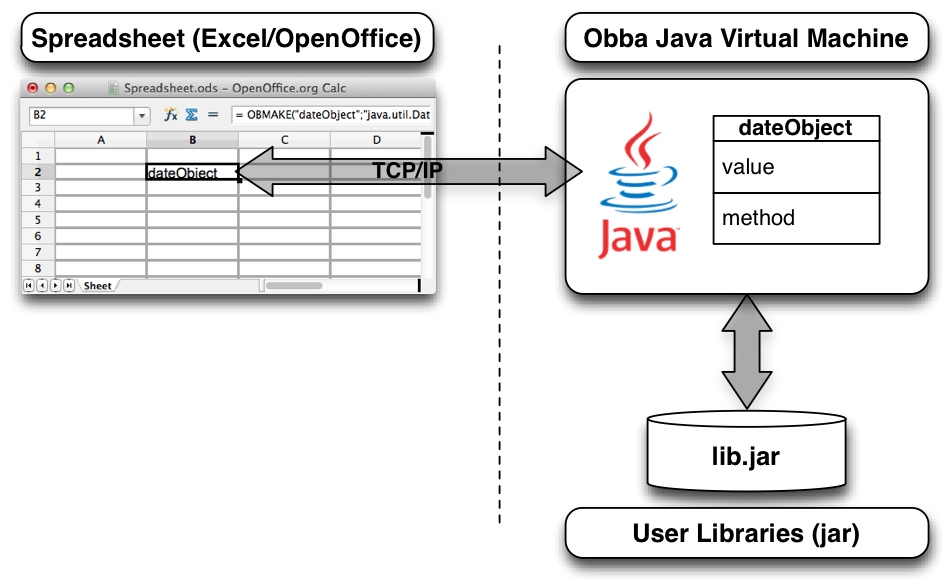 Spreadsheet (Excel/OpenOffice)
Obba Java Virtual Machine
Spreadsheet.ods – OpenOffice.org Calc
B2
fx Σ = = OBMAKE("dateObject";"java.util.Dat
A B C D
1
2 dateObject
3
4
5
6
7
8
Sheet
TCP/IP
Java™
dateObject
value
method
lib.jar
User Libraries (jar)